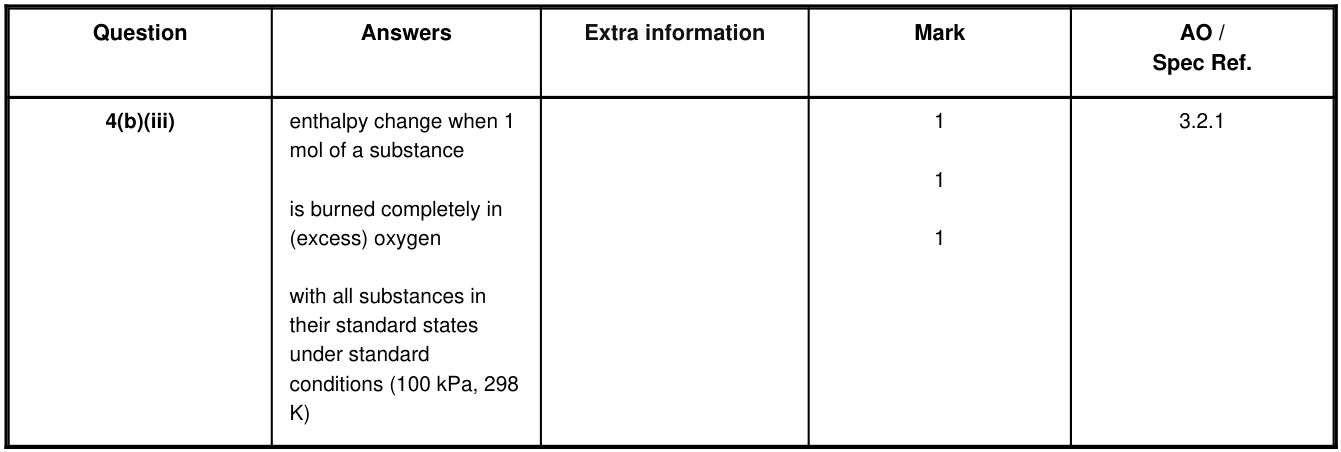 Question
Answers
Extra information
Mark
AO /
Spec Ref.
4(b)(iii)
enthalpy change when 1
mol of a substance
is burned completely in
(excess) oxygen
with all substances in
their standard states
under standard
conditions (100 kPa, 298
K)
1
1
1
3.2.1